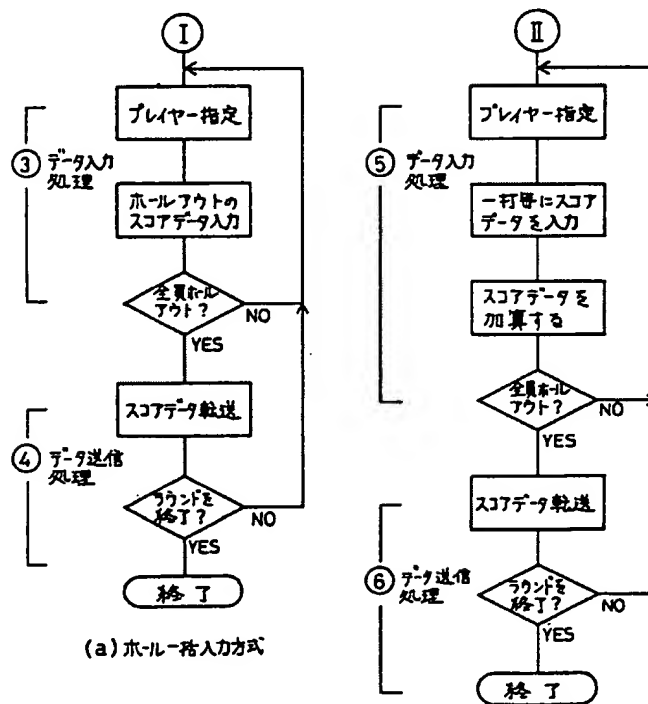 I
プレイヤー指定
③ データ入力
処理
ホールアウトの
スコアデータ入力
全員ホール
アウト?
NO
YES
スコアデータ転送
④ データ送信
処理
ラウンドを
終了?
NO
YES
終了
(a) ホール一括入力方式
II
プレイヤー指定
⑤ データ入力
処理
一打毎にスコア
データを入力
スコアデータを
加算する
全員ホール
アウト?
NO
YES
スコアデータ転送
⑥ データ送信
処理
ラウンドを
終了?
NO
YES
終了